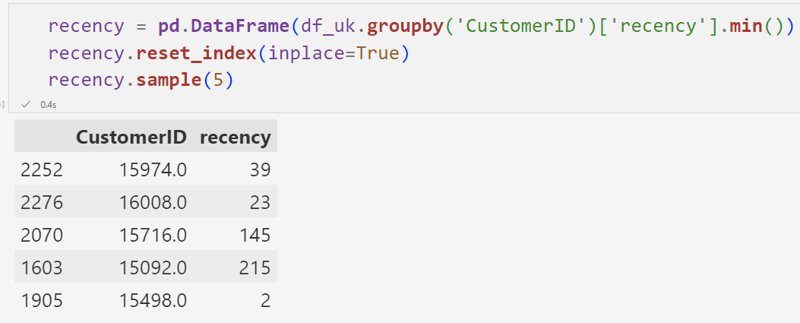 recency = pd.DataFrame(df_uk.groupby('CustomerID')['recency'].min())
recency.reset_index(inplace=True)
recency.sample(5)
✓ 0.4s
CustomerID recency
2252 15974.0 39
2276 16008.0 23
2070 15716.0 145
1603 15092.0 215
1905 15498.0 2